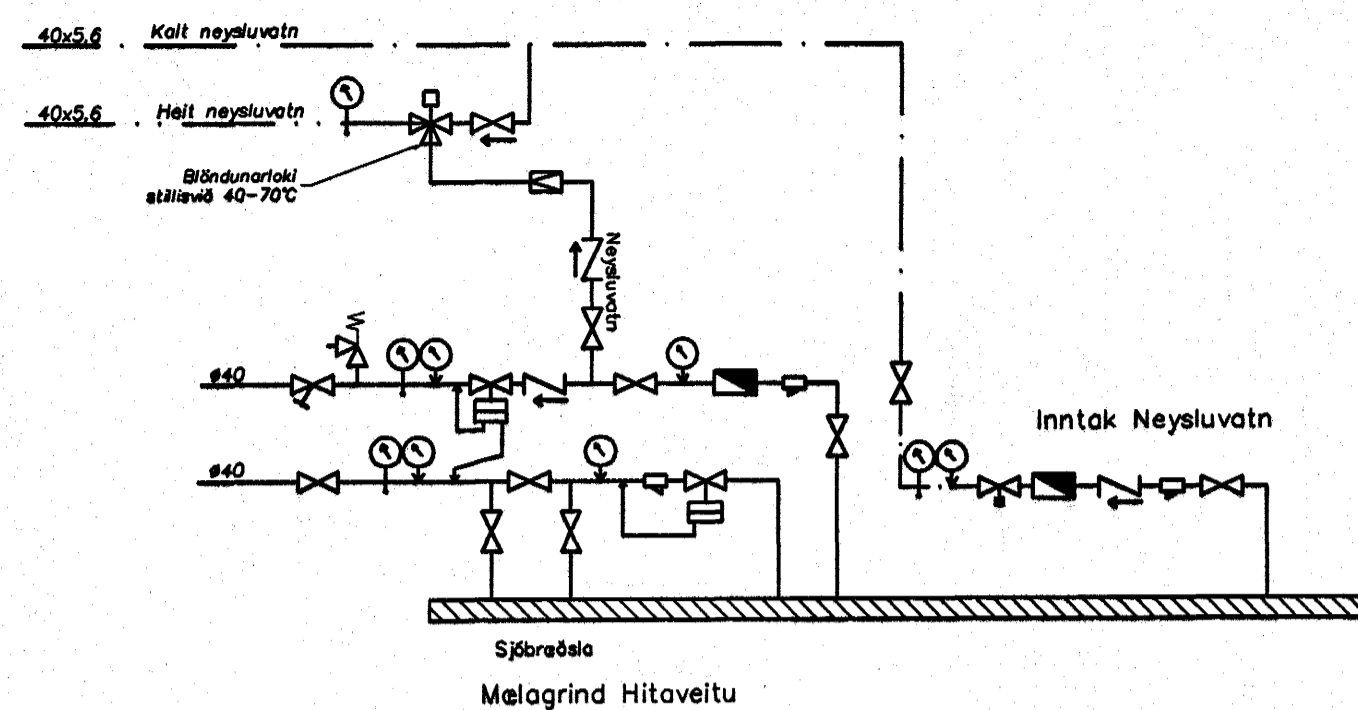 40x5,6 Kalt neysluvatn
40x5,6 Heit neysluvatn
Blöndunarloki
stillisvið 40-70°C
Neysluvatn
ø40
ø40
Inntak Neysluvatn
Sjóbræðsla
Mælagrind Hitaveitu